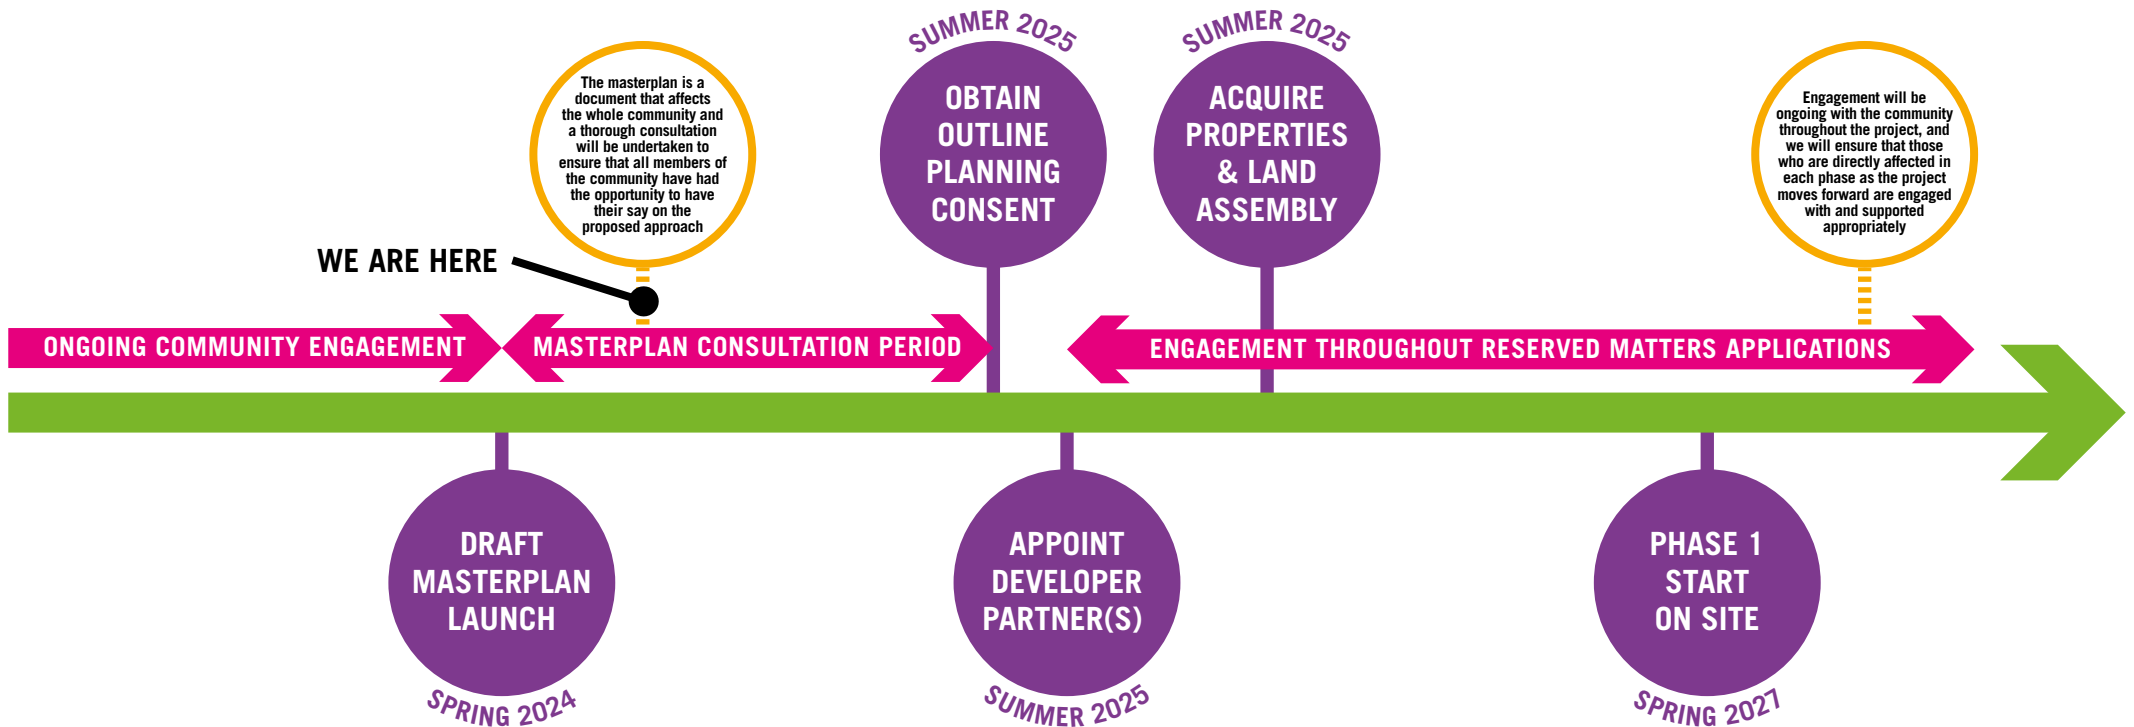 SUMMER 2025
SUMMER 2025
The masterplan is a
document that affects
the whole community and
a thorough consultation
will be undertaken to
ensure that all members of
the community have had
the opportunity to have
their say on the
proposed approach
OBTAIN
OUTLINE
PLANNING
CONSENT
ACQUIRE
PROPERTIES
& LAND
ASSEMBLY
Engagement will be
ongoing with the community
throughout the project, and
we will ensure that those
who are directly affected in
each phase as the project
moves forward are engaged
with and supported
appropriately
WE ARE HERE
ONGOING COMMUNITY ENGAGEMENT
MASTERPLAN CONSULTATION PERIOD
ENGAGEMENT THROUGHOUT RESERVED MATTERS APPLICATIONS
DRAFT
MASTERPLAN
LAUNCH
SPRING 2024
APPOINT
DEVELOPER
PARTNER(S)
SUMMER 2025
PHASE 1
START
ON SITE
SPRING 2027